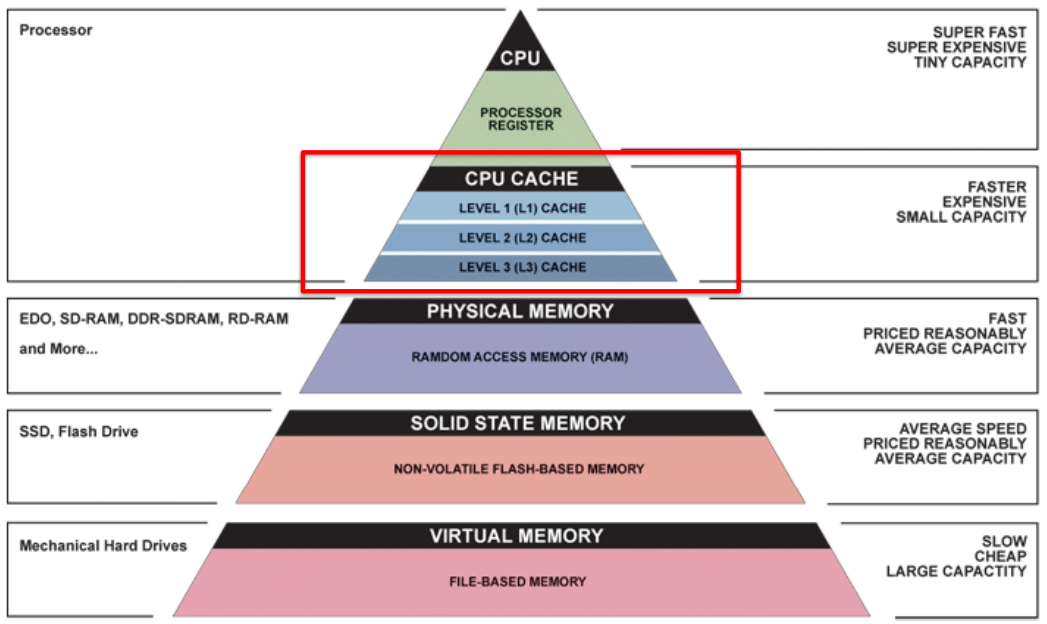 Processor
CPU
SUPER FAST
SUPER EXPENSIVE
TINY CAPACITY
PROCESSOR
REGISTER
CPU CACHE
LEVEL 1 (L1) CACHE
LEVEL 2 (L2) CACHE
LEVEL 3 (L3) CACHE
FASTER
EXPENSIVE
SMALL CAPACITY
EDO, SD-RAM, DDR-SDRAM, RD-RAM
and More...
PHYSICAL MEMORY
RAMDOM ACCESS MEMORY (RAM)
FAST
PRICED REASONABLY
AVERAGE CAPACITY
SSD, Flash Drive
SOLID STATE MEMORY
NON-VOLATILE FLASH-BASED MEMORY
AVERAGE SPEED
PRICED REASONABLY
AVERAGE CAPACITY
Mechanical Hard Drives
VIRTUAL MEMORY
FILE-BASED MEMORY
SLOW
CHEAP
LARGE CAPACTITY